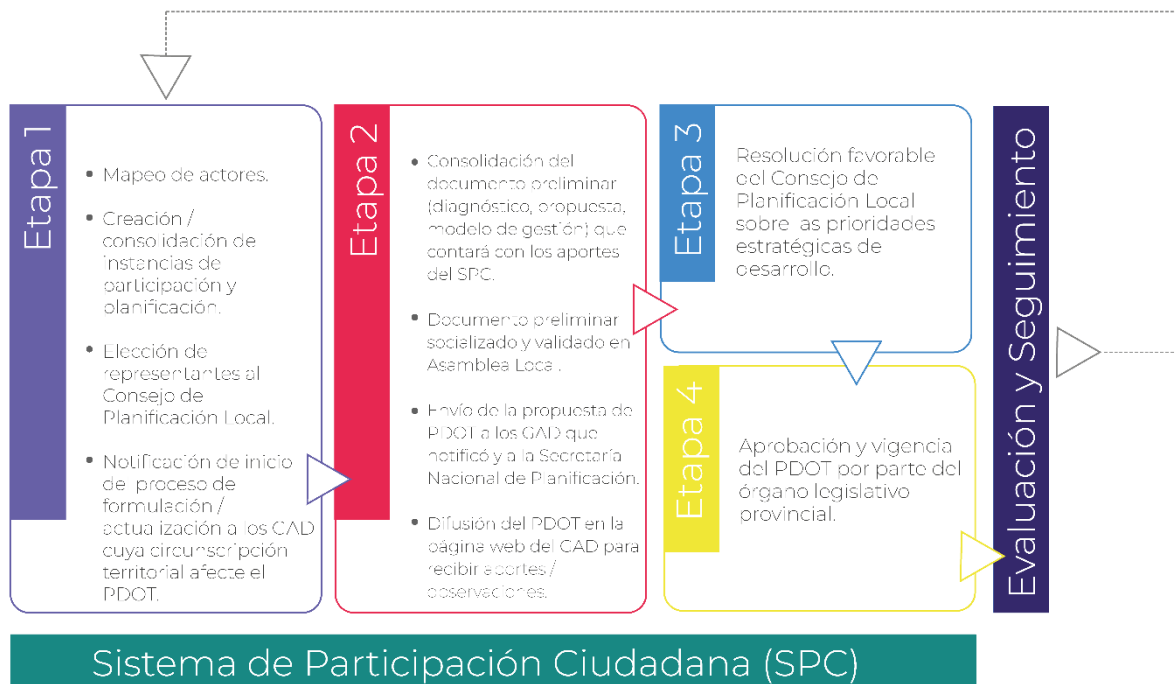 Etapa 1
• Mapeo de actores.
• Creación /
consolidación de
instancias de
participación y
planificación.
• Elección de
representantes al
Consejo de
Planificación Local.
• Notificación de inicio
del proceso de
formulación /
actualización a los GAD
cuya circunscripción
territorial afecte el
PDOT.
Etapa 2
• Consolidación del
documento preliminar
(diagnóstico, propuesta,
modelo de gestión) que
contará con los aportes
del SPC.
• Documento preliminar
socializado y validado en
Asamblea Local.
• Envío de la propuesta de
PDOT a los GAD que
notificó y a la Secretaría
Nacional de Planificación.
• Difusión del PDOT en la
página web del GAD para
recibir aportes /
observaciones.
Etapa 3
Resolución favorable
del Consejo de
Planificación Local
sobre las prioridades
estratégicas de
desarrollo.
Etapa 4
Aprobación y vigencia
del PDOT por parte del
órgano legislativo
provincial.
Evaluación y Seguimiento
Sistema de Participación Ciudadana (SPC)